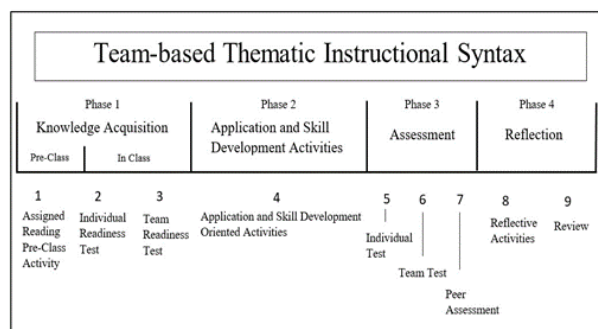 Team-based Thematic Instructional Syntax
Phase 1
Knowledge Acquisition
Pre-Class
In Class
Phase 2
Application and Skill
Development Activities
Phase 3
Assessment
Phase 4
Reflection
1
Assigned
Reading
Pre-Class
Activity
2
Individual
Readiness
Test
3
Team
Readiness
Test
4
Application and Skill Development
Oriented Activities
5
Individual
Test
6
Team Test
7
Peer
Assessment
8
Reflective
Activities
9
Review